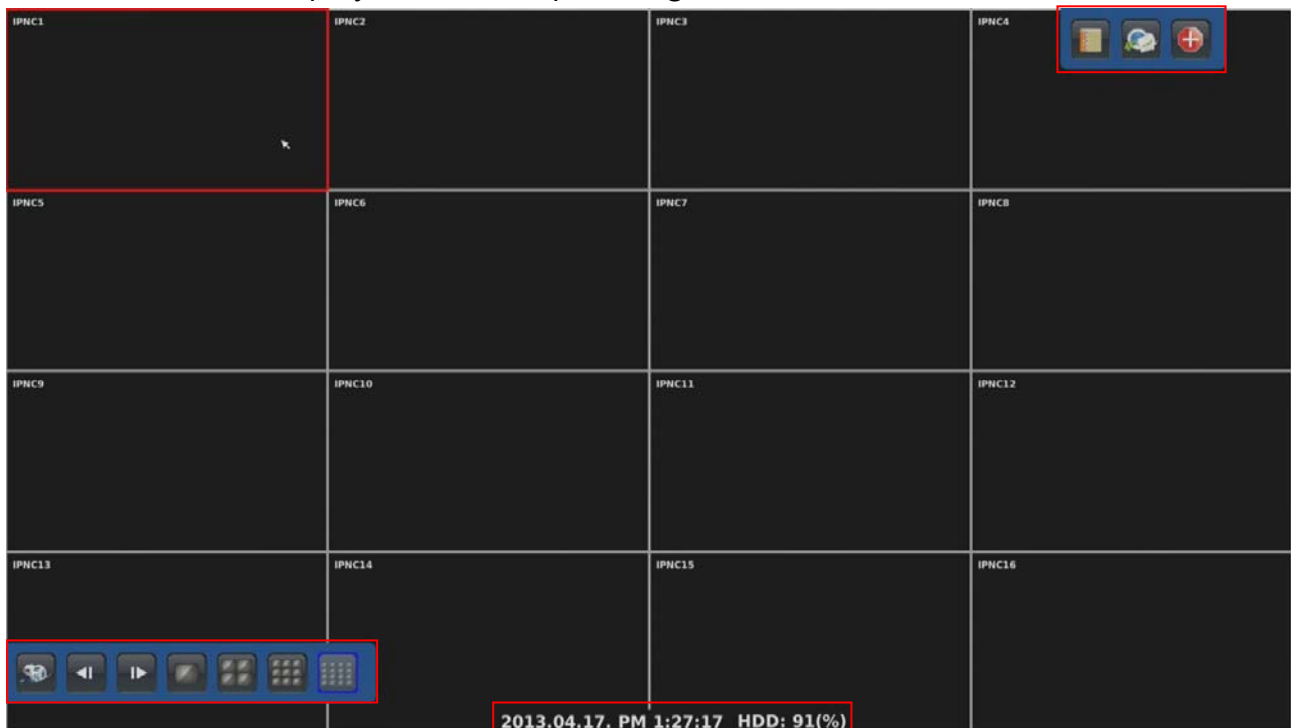 IPNC1 IPNC2 IPNC3 IPNC4
IPNC5 IPNC6 IPNC7 IPNC8
IPNC9 IPNC10 IPNC11 IPNC12
IPNC13 IPNC14 IPNC15 IPNC16
2013.04.17. PM 1:27:17 HDD: 91(%)